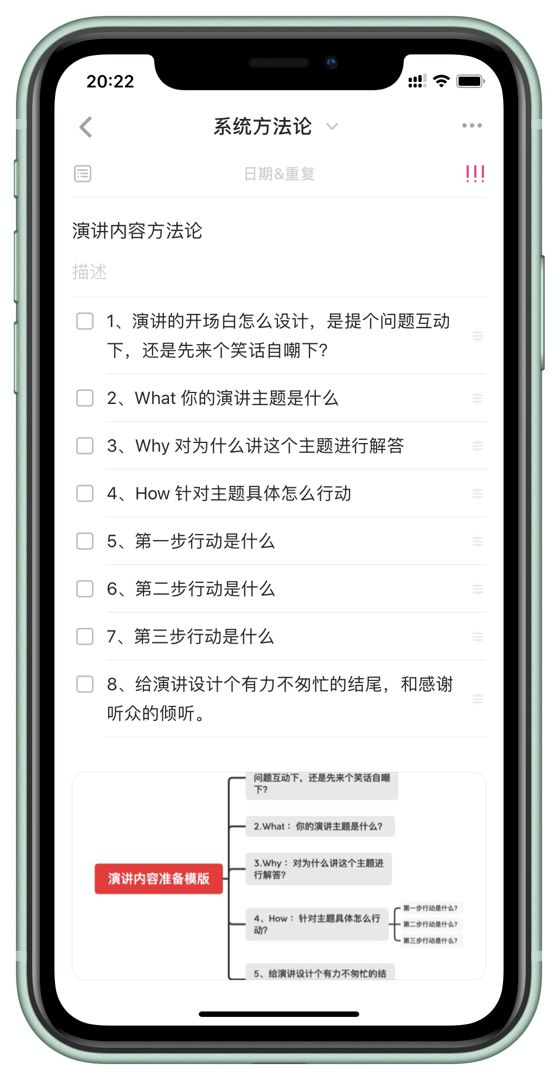 20:22
系统方法论
日期&重复
!!!
演讲内容方法论
描述
1、演讲的开场白怎么设计，是提个问题互动
下，还是先来个笑话自嘲下?
2、What 你的演讲主题是什么
3、Why 对为什么讲这个主题进行解答
4、How 针对主题具体怎么行动
5、第一步行动是什么
6、第二步行动是什么
7、第三步行动是什么
8、给演讲设计个有力不匆忙的结尾，和感谢
听众的倾听。
问题互动下，还是先来个笑话自嘲
下?
2.What： 你的演讲主题是什么?
3.Why： 对为什么讲这个主题进
行解答?
演讲内容准备模版
4、How： 针对主题具体怎么行
动?
第一步行动是什么?
第二步行动是什么?
第三步行动是什么?
5、给演讲设计个有力不匆忙的结